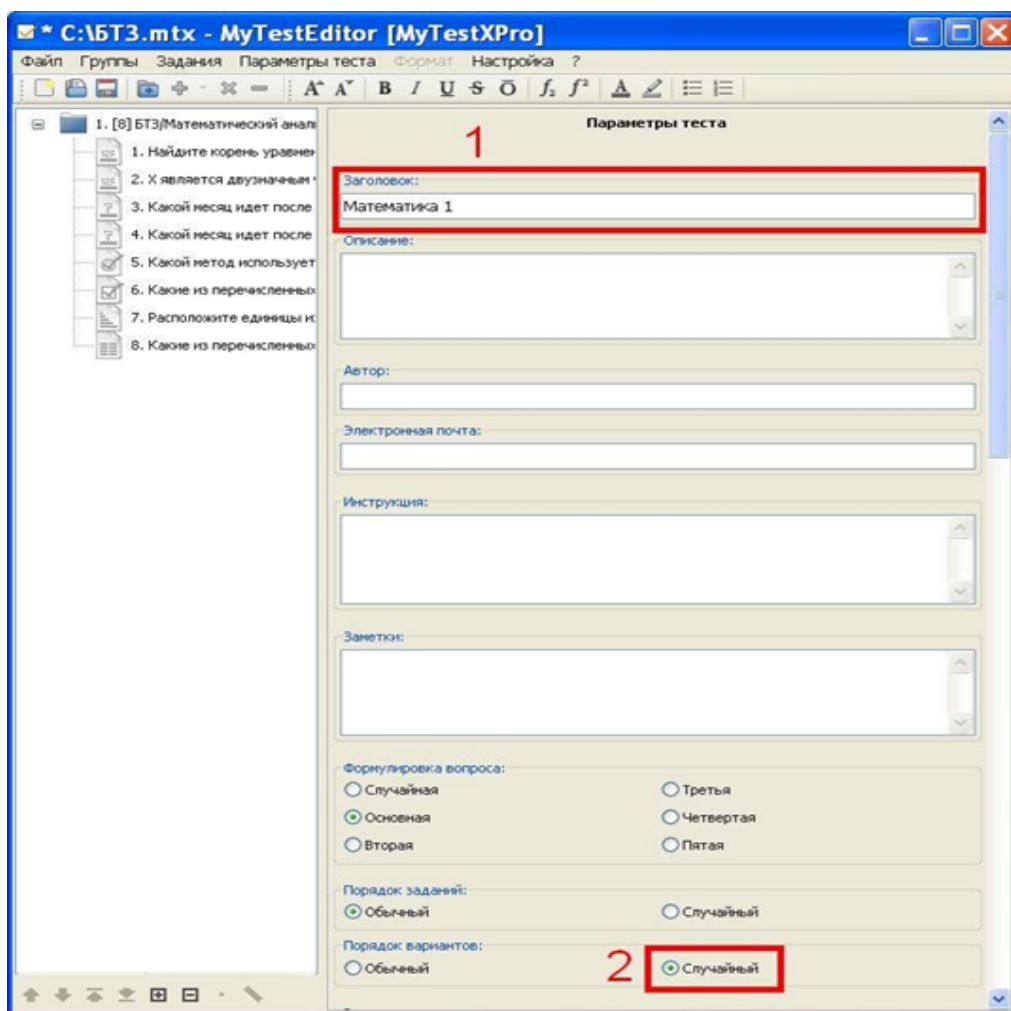 * C:\БТЗ.mtx - MyTestEditor [MyTestXPro]
Файл Группы Задания Параметры теста Формат Настройка ?
A A B I U S O f₂ f² A
1. [8] БТЗ/Математический анал
1. Найдите корень уравнен
2. X является двузначным
3. Какой месяц идет после
4. Какой месяц идет после
5. Какой метод использует
6. Какие из перечисленных
7. Расположите единицы из
8. Какие из перечисленных
Параметры теста
1
Заголовок:
Математика 1
Описание:
Автор:
Электронная почта:
Инструкция:
Заметки:
Формулировка вопроса:
Случайная Третья
Основная Четвертая
Вторая Пятая
Порядок заданий:
Обычный Случайный
Порядок вариантов:
Обычный 2 Случайный